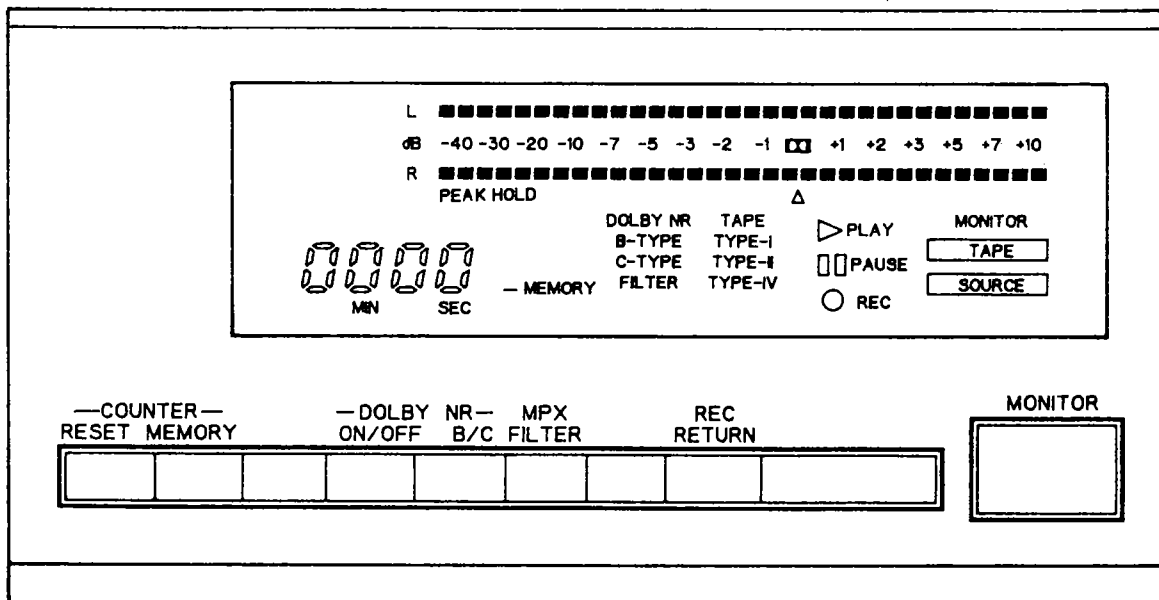 L
dB -40 -30 -20 -10 -7 -5 -3 -2 -1 +1 +2 +3 +5 +7 +10
R
PEAK HOLD
DOLBY NR TAPE
B-TYPE TYPE-I
C-TYPE TYPE-II
FILTER TYPE-IV
PLAY
PAUSE
REC
MONITOR
TAPE
SOURCE
0000
MIN SEC
- MEMORY
—COUNTER—
RESET MEMORY
—DOLBY NR—
ON/OFF B/C
MPX
FILTER
REC
RETURN
MONITOR